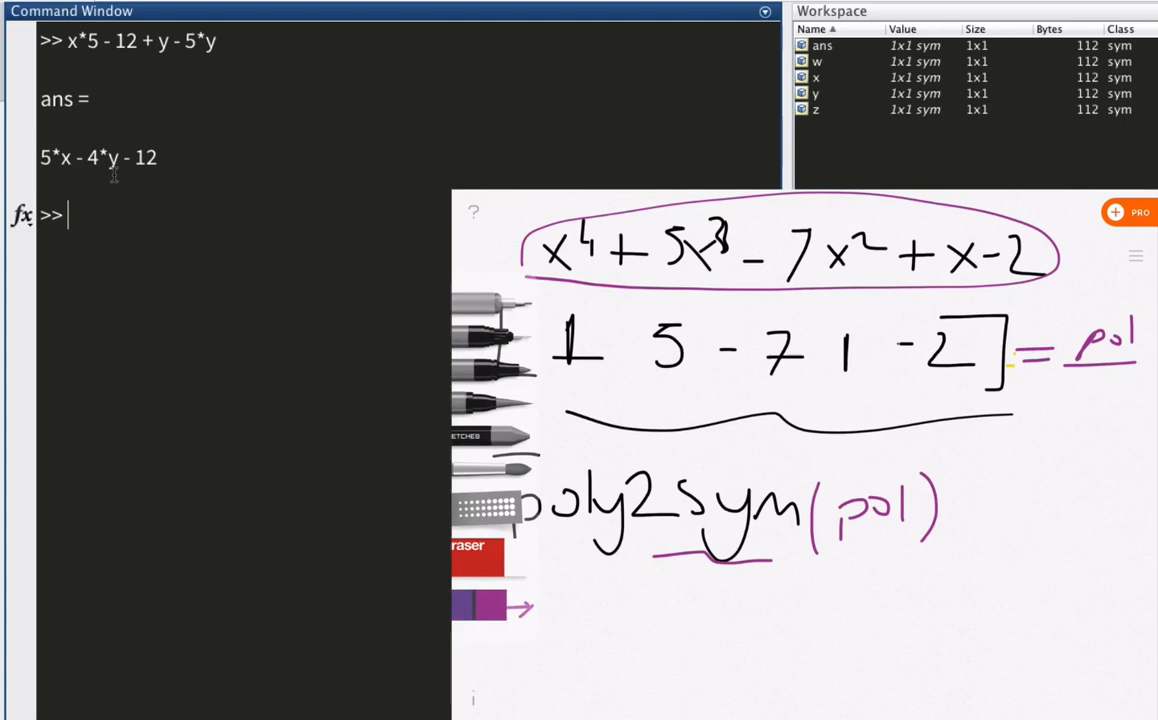 Command Window
>> x*5 - 12 + y - 5*y
ans =
5*x - 4*y - 12
fx >>
Workspace
Name Value Size Bytes Class
ans 1x1 sym 1x1 112 sym
w 1x1 sym 1x1 112 sym
x 1x1 sym 1x1 112 sym
y 1x1 sym 1x1 112 sym
z 1x1 sym 1x1 112 sym
?
PRO
x⁴ + 5x³ - 7x² + x - 2
1 5 -7 1 -2] = pol
poly2sym(pol)
ETCHES
raser
i